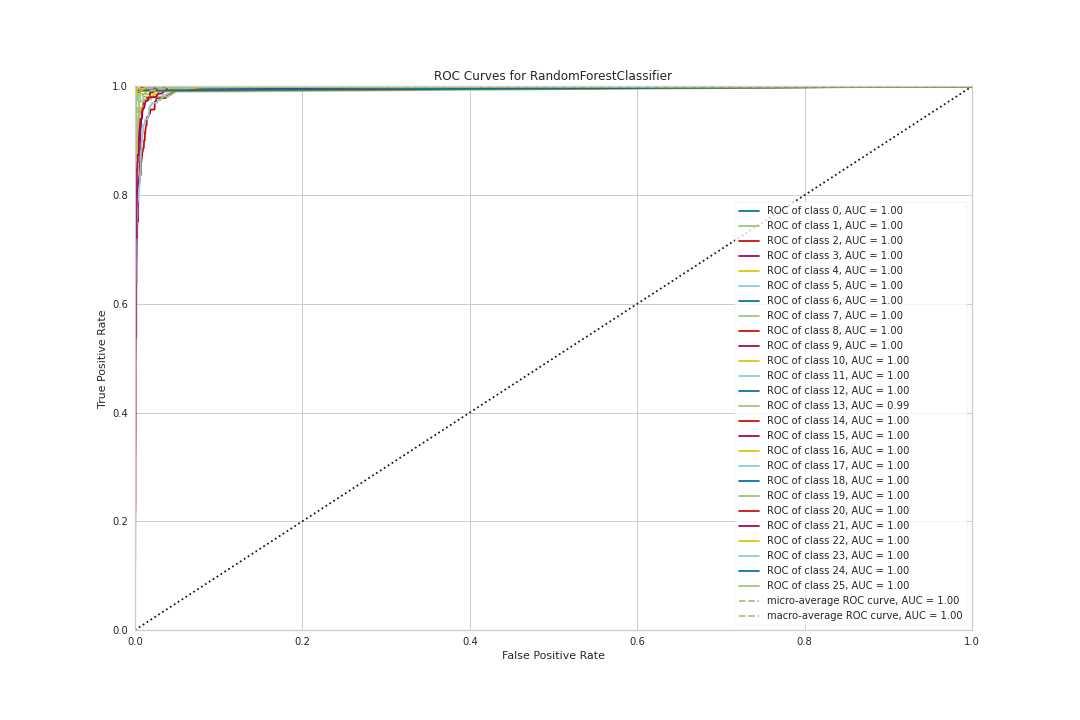 ROC Curves for RandomForestClassifier
1.0
0.8
0.6
0.4
0.2
0.0
True Positive Rate
ROC of class 0, AUC = 1.00
ROC of class 1, AUC = 1.00
ROC of class 2, AUC = 1.00
ROC of class 3, AUC = 1.00
ROC of class 4, AUC = 1.00
ROC of class 5, AUC = 1.00
ROC of class 6, AUC = 1.00
ROC of class 7, AUC = 1.00
ROC of class 8, AUC = 1.00
ROC of class 9, AUC = 1.00
ROC of class 10, AUC = 1.00
ROC of class 11, AUC = 1.00
ROC of class 12, AUC = 1.00
ROC of class 13, AUC = 0.99
ROC of class 14, AUC = 1.00
ROC of class 15, AUC = 1.00
ROC of class 16, AUC = 1.00
ROC of class 17, AUC = 1.00
ROC of class 18, AUC = 1.00
ROC of class 19, AUC = 1.00
ROC of class 20, AUC = 1.00
ROC of class 21, AUC = 1.00
ROC of class 22, AUC = 1.00
ROC of class 23, AUC = 1.00
ROC of class 24, AUC = 1.00
ROC of class 25, AUC = 1.00
micro-average ROC curve, AUC = 1.00
macro-average ROC curve, AUC = 1.00
0.0 0.2 0.4 0.6 0.8 1.0
False Positive Rate